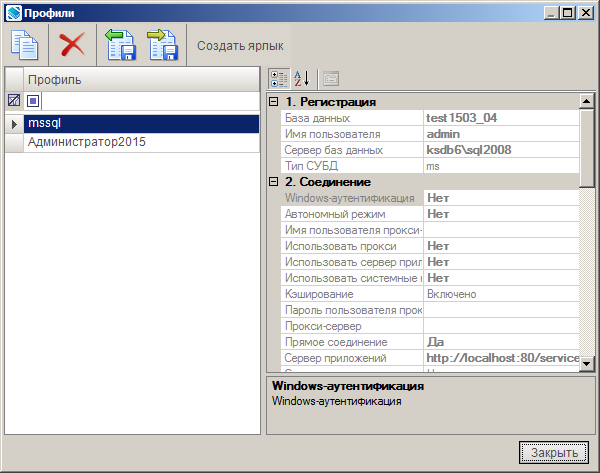 Профили
Создать ярлык
Профиль
mssql
Администратор2015
1. Регистрация
База данных test1503_04
Имя пользователя admin
Сервер баз данных ksdb6\sql2008
Тип СУБД ms
2. Соединение
Windows-аутентификация Нет
Автономный режим Нет
Имя пользователя прокси-
Использовать прокси Нет
Использовать сервер прил Нет
Использовать системные Нет
Кэширование Включено
Пароль пользователя прок
Прокси-сервер
Прямое соединение Да
Сервер приложений http://localhost:80/service
Windows-аутентификация
Windows-аутентификация
Закрыть